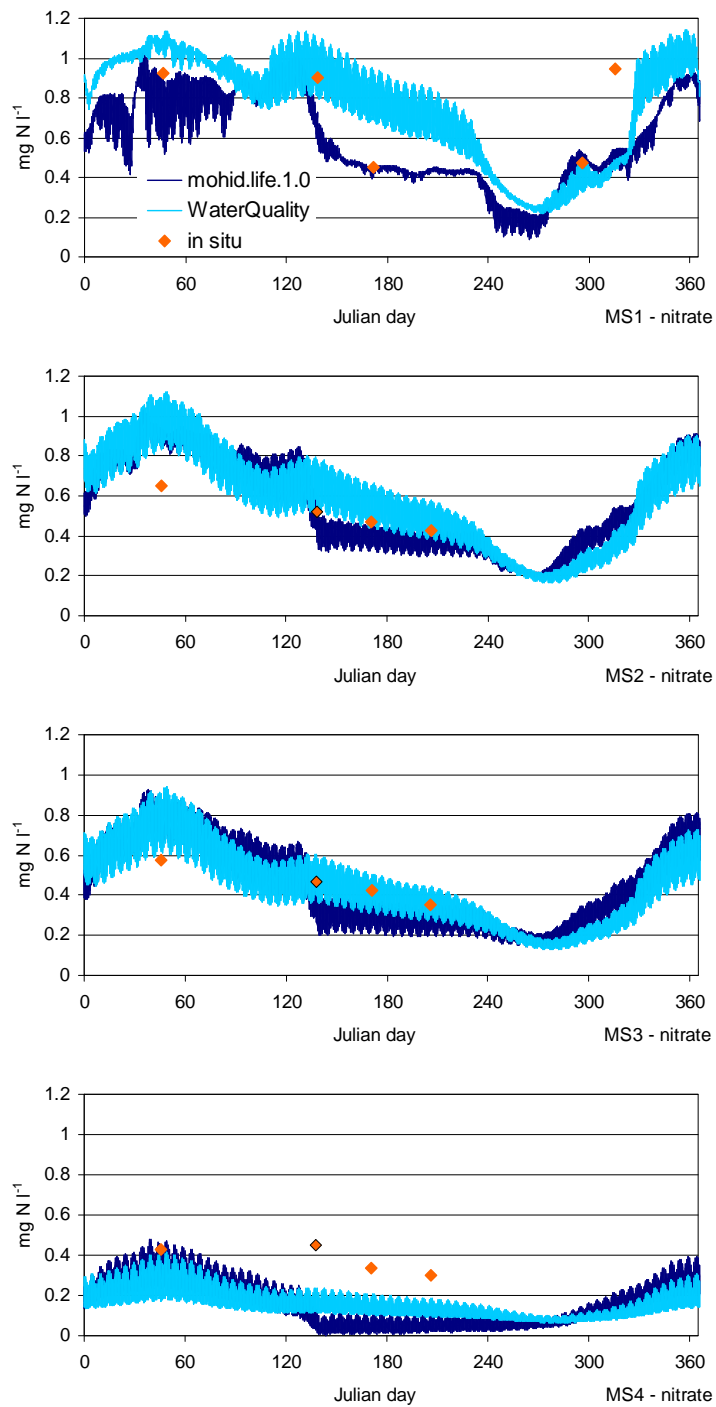 1.2
1
0.8
0.6
0.4
0.2
0
mg N l-1
mohid.life.1.0
WaterQuality
in situ
0 60 120 180 240 300 360
Julian day MS1 - nitrate
1.2
1
0.8
0.6
0.4
0.2
0
mg N l-1
0 60 120 180 240 300 360
Julian day MS2 - nitrate
1.2
1
0.8
0.6
0.4
0.2
0
mg N l-1
0 60 120 180 240 300 360
Julian day MS3 - nitrate
1.2
1
0.8
0.6
0.4
0.2
0
mg N l-1
0 60 120 180 240 300 360
Julian day MS4 - nitrate